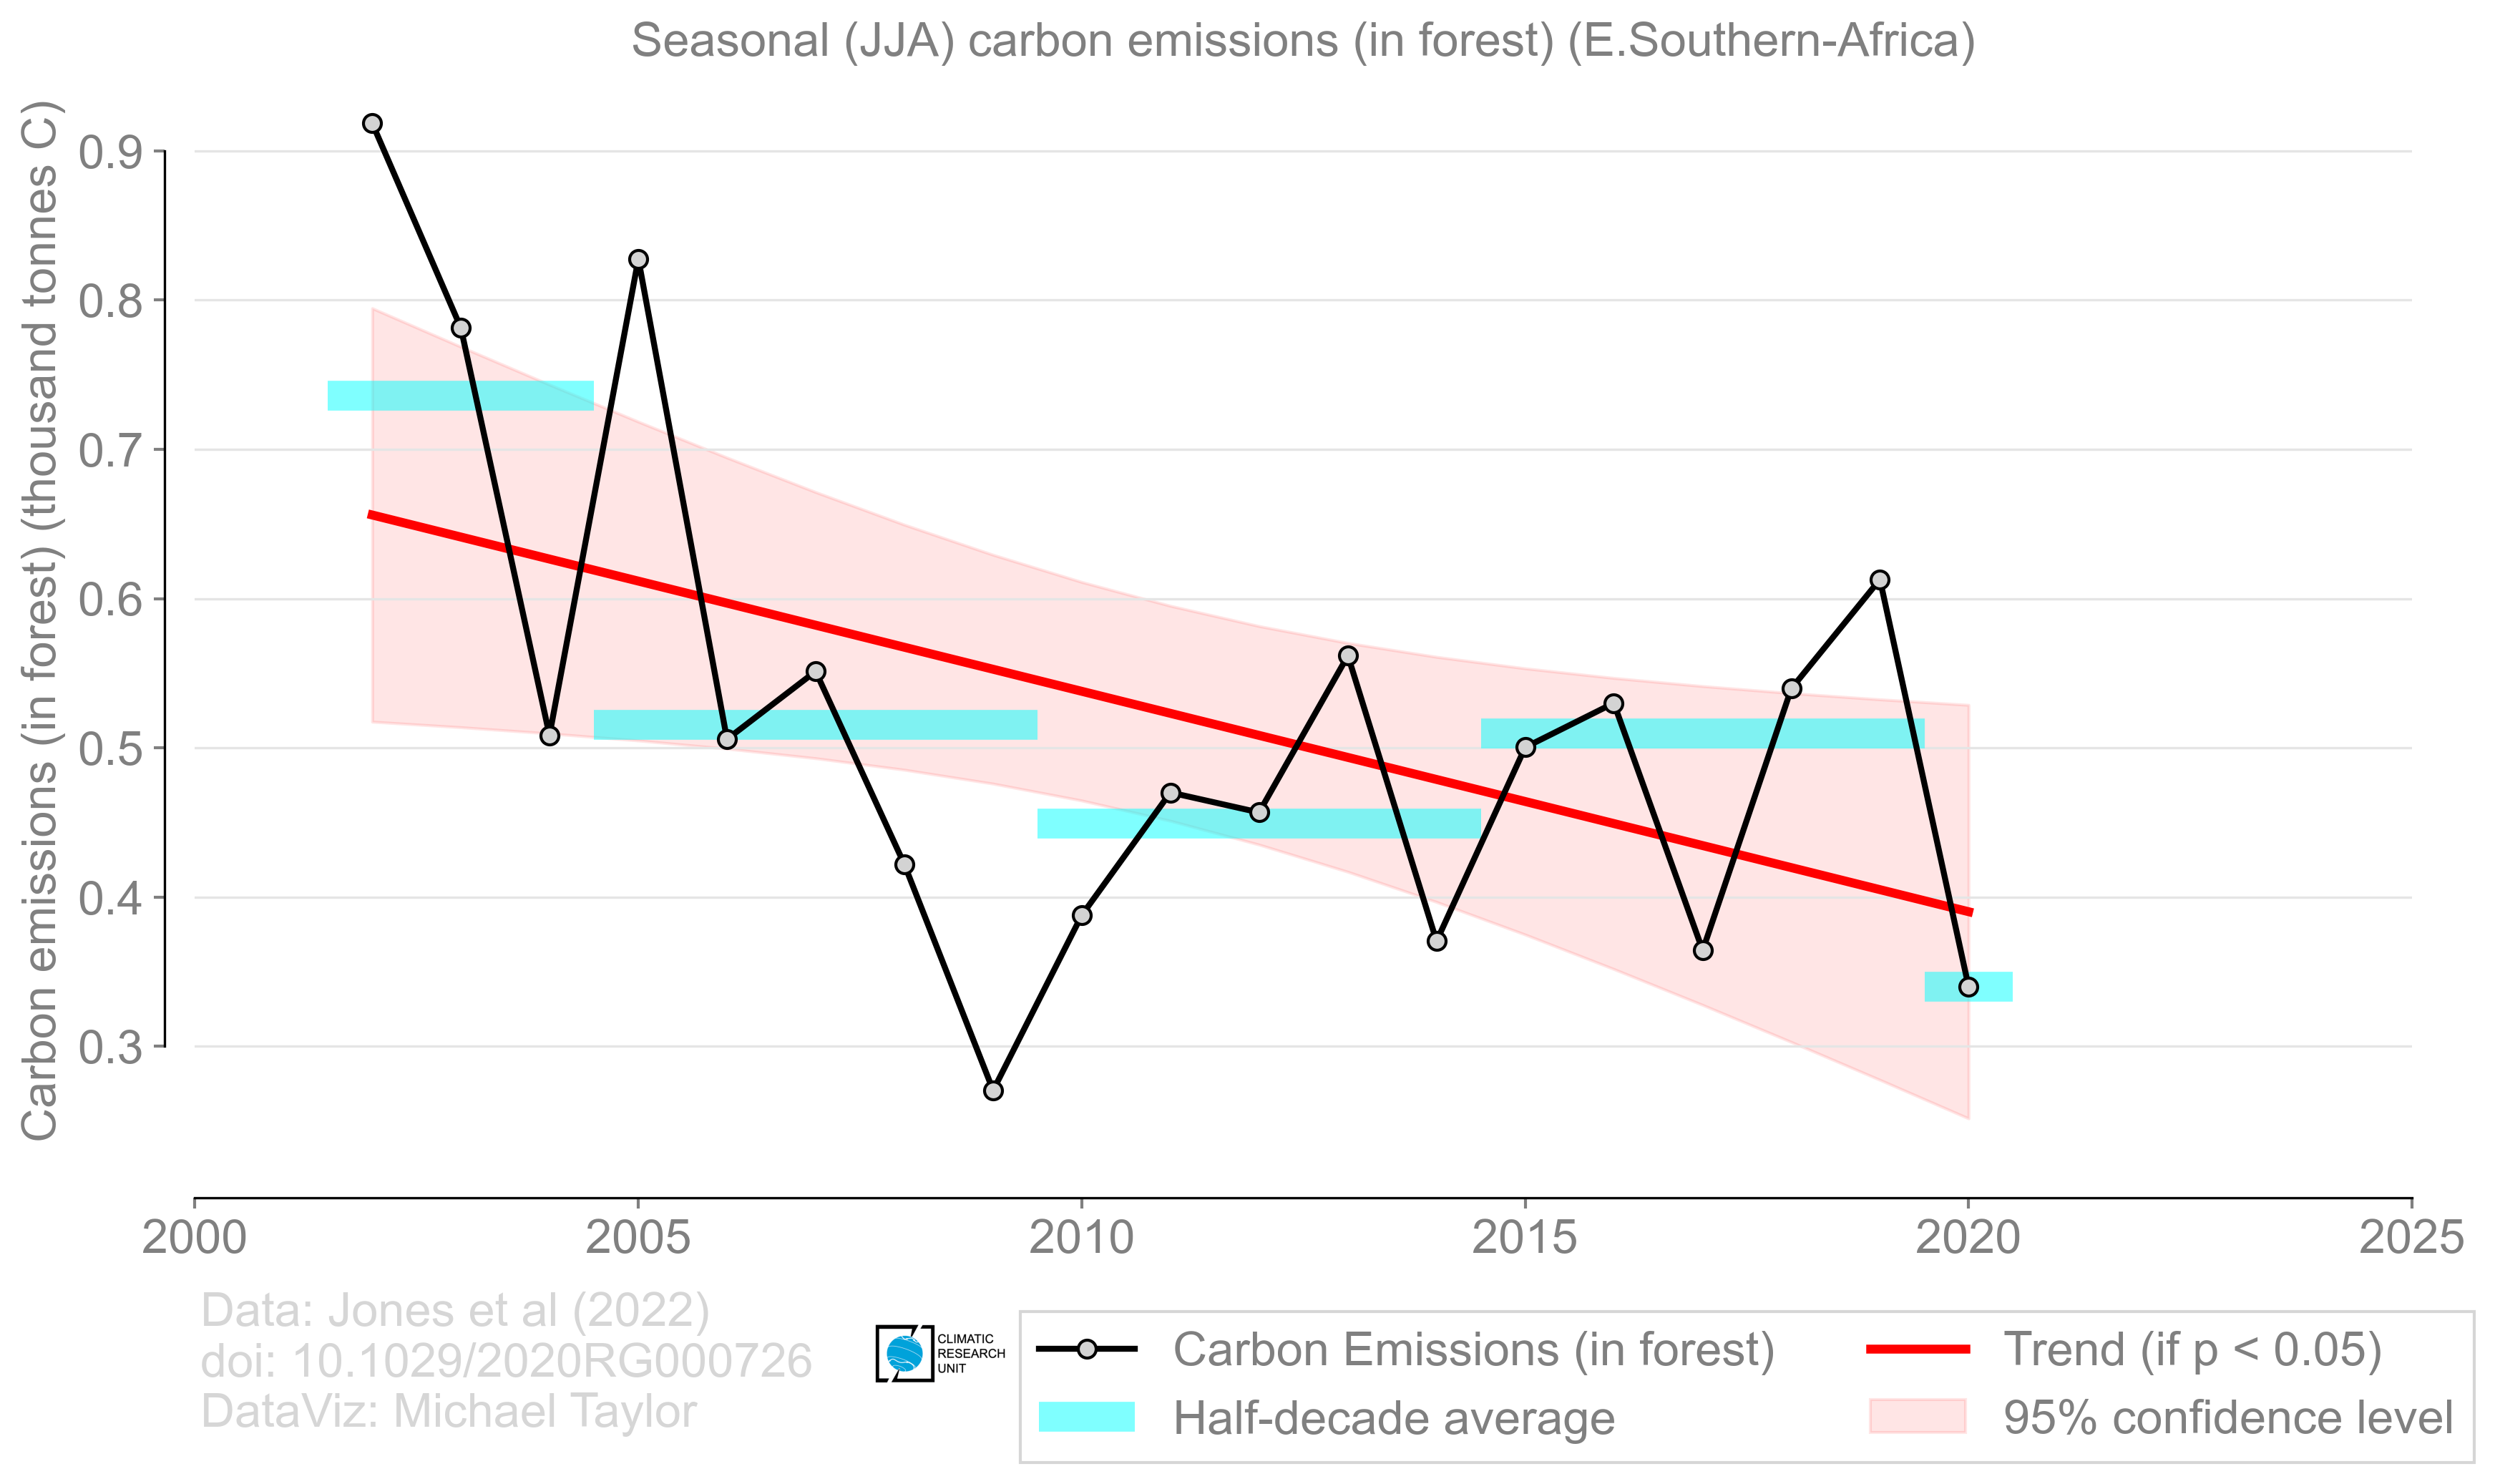 Seasonal (JJA) carbon emissions (in forest) (E.Southern-Africa)
Carbon emissions (in forest) (thousand tonnes C)
0.9
0.8
0.7
0.6
0.5
0.4
0.3
2000 2005 2010 2015 2020 2025
Data: Jones et al (2022)
doi: 10.1029/2020RG000726
DataViz: Michael Taylor
CLIMATIC
RESEARCH
UNIT
Carbon Emissions (in forest)
Half-decade average
Trend (if p < 0.05)
95% confidence level